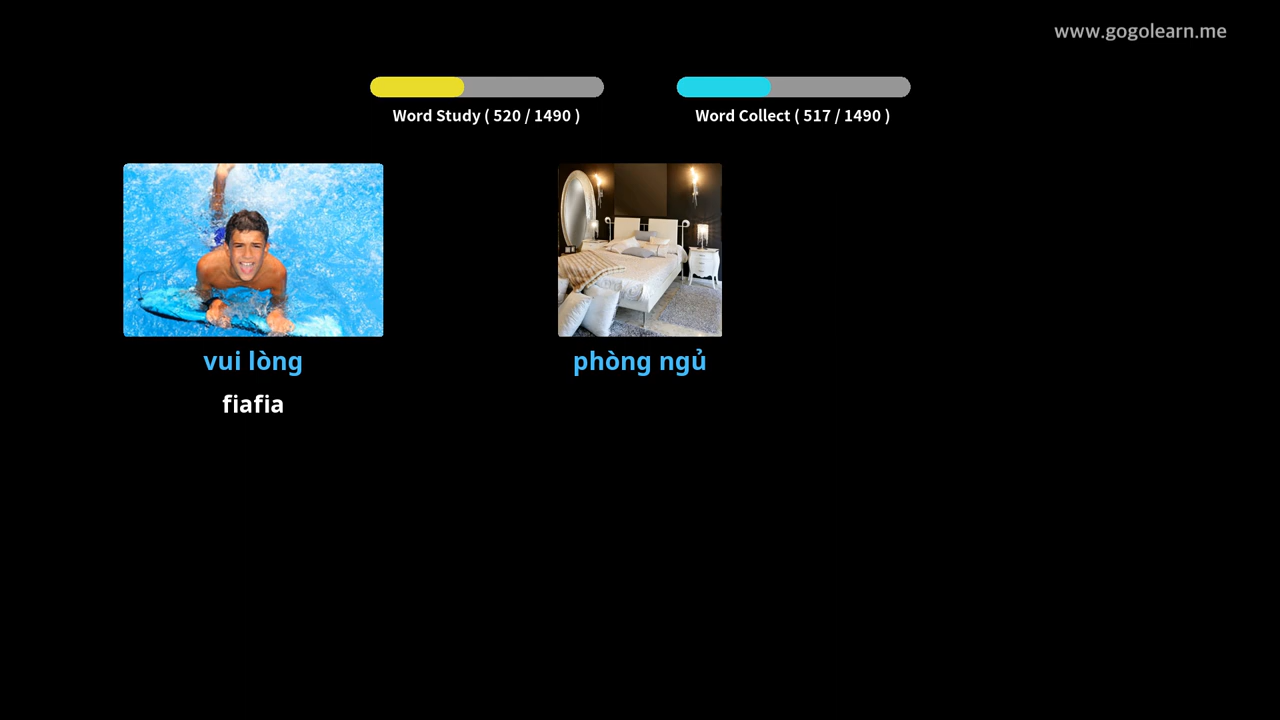 www.gogolearn.me
Word Study ( 520 / 1490 )
Word Collect ( 517 / 1490 )
vui lòng
fiafia
phòng ngủ